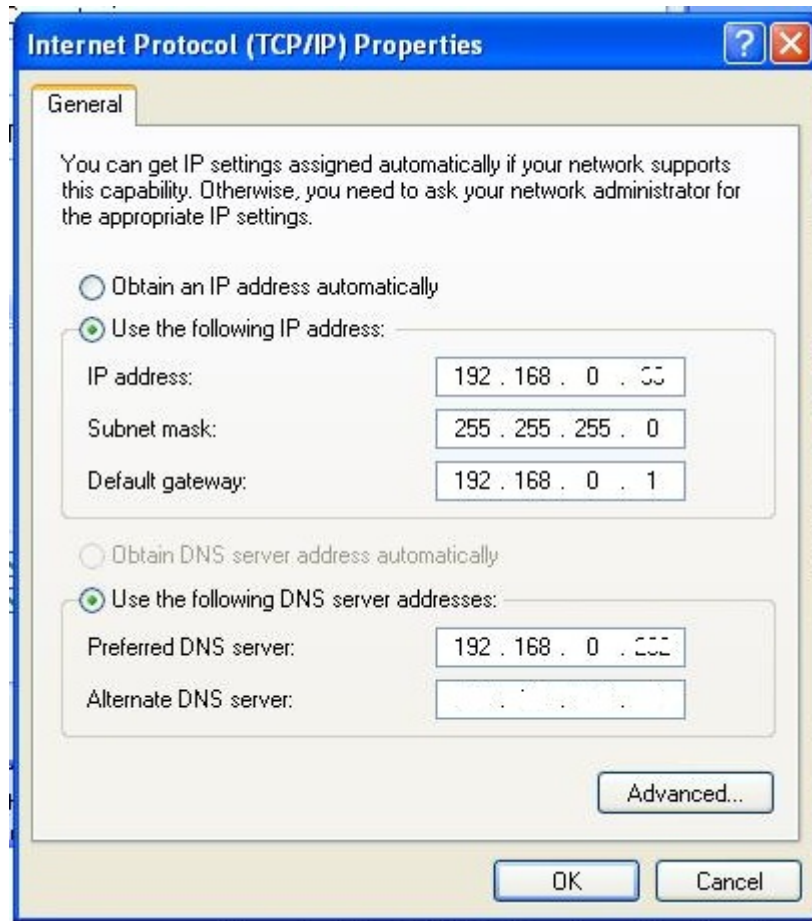 Internet Protocol (TCP/IP) Properties
General
You can get IP settings assigned automatically if your network supports
this capability. Otherwise, you need to ask your network administrator for
the appropriate IP settings.
Obtain an IP address automatically
Use the following IP address:
IP address: 192 . 168 . 0 .
Subnet mask: 255 . 255 . 255 . 0
Default gateway: 192 . 168 . 0 . 1
Obtain DNS server address automatically
Use the following DNS server addresses:
Preferred DNS server: 192 . 168 . 0 .
Alternate DNS server:
Advanced...
OK Cancel